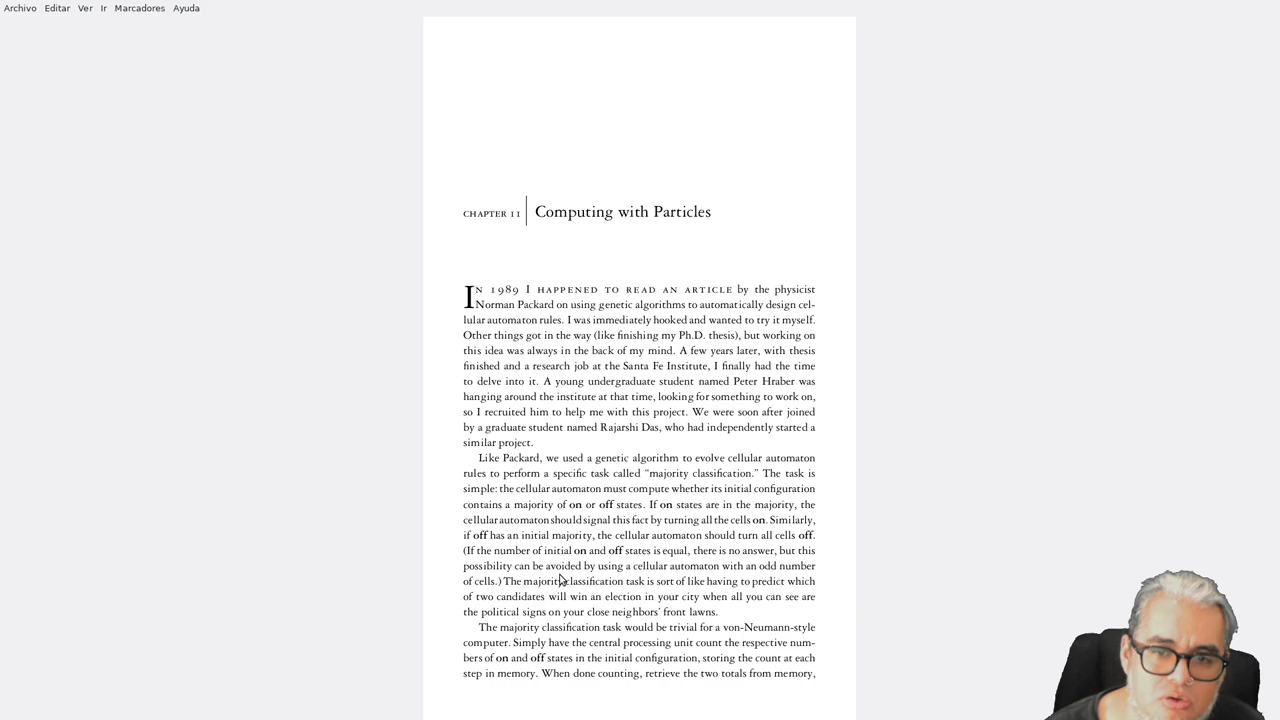 Archivo Editar Ver Ir Marcadores Ayuda
CHAPTER 11 Computing with Particles
IN 1989 I HAPPENED TO READ AN ARTICLE by the physicist
Norman Packard on using genetic algorithms to automatically design cel-
lular automaton rules. I was immediately hooked and wanted to try it myself.
Other things got in the way (like finishing my Ph.D. thesis), but working on
this idea was always in the back of my mind. A few years later, with thesis
finished and a research job at the Santa Fe Institute, I finally had the time
to delve into it. A young undergraduate student named Peter Hraber was
hanging around the institute at that time, looking for something to work on,
so I recruited him to help me with this project. We were soon after joined
by a graduate student named Rajarshi Das, who had independently started a
similar project.
Like Packard, we used a genetic algorithm to evolve cellular automaton
rules to perform a specific task called “majority classification.” The task is
simple: the cellular automaton must compute whether its initial configuration
contains a majority of on or off states. If on states are in the majority, the
cellular automaton should signal this fact by turning all the cells on. Similarly,
if off has an initial majority, the cellular automaton should turn all cells off.
(If the number of initial on and off states is equal, there is no answer, but this
possibility can be avoided by using a cellular automaton with an odd number
of cells.) The majority classification task is sort of like having to predict which
of two candidates will win an election in your city when all you can see are
the political signs on your close neighbors’ front lawns.
The majority classification task would be trivial for a von-Neumann-style
computer. Simply have the central processing unit count the respective num-
bers of on and off states in the initial configuration, storing the count at each
step in memory. When done counting, retrieve the two totals from memory,